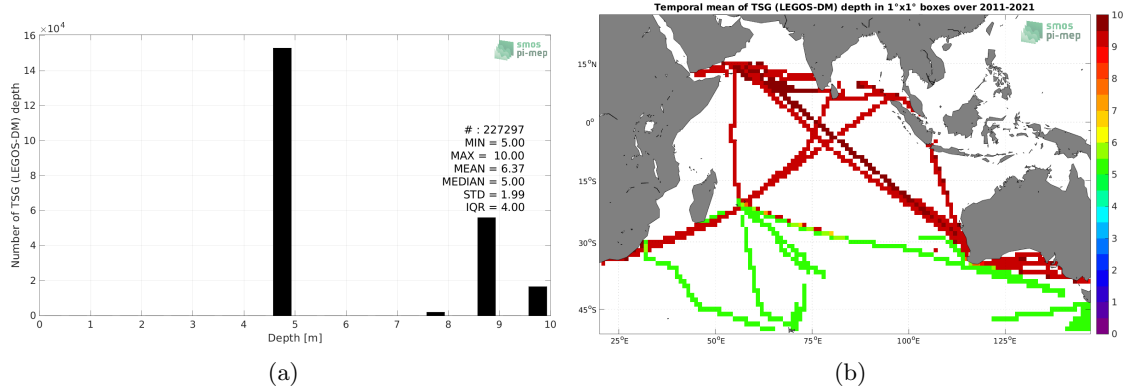 ×10⁴
16
14
12
10
8
6
4
2
0
Number of TSG (LEGOS-DM) depth
smos
pi-mep
# : 227297
MIN = 5.00
MAX = 10.00
MEAN = 6.37
MEDIAN = 5.00
STD = 1.99
IQR = 4.00
0 1 2 3 4 5 6 7 8 9 10
Depth [m]
(a)
Temporal mean of TSG (LEGOS-DM) depth in 1°x1° boxes over 2011-2021
smos
pi-mep
15°N
0°
15°S
30°S
45°S
25°E 50°E 75°E 100°E 125°E
10
9
8
7
6
5
4
3
2
1
0
(b)